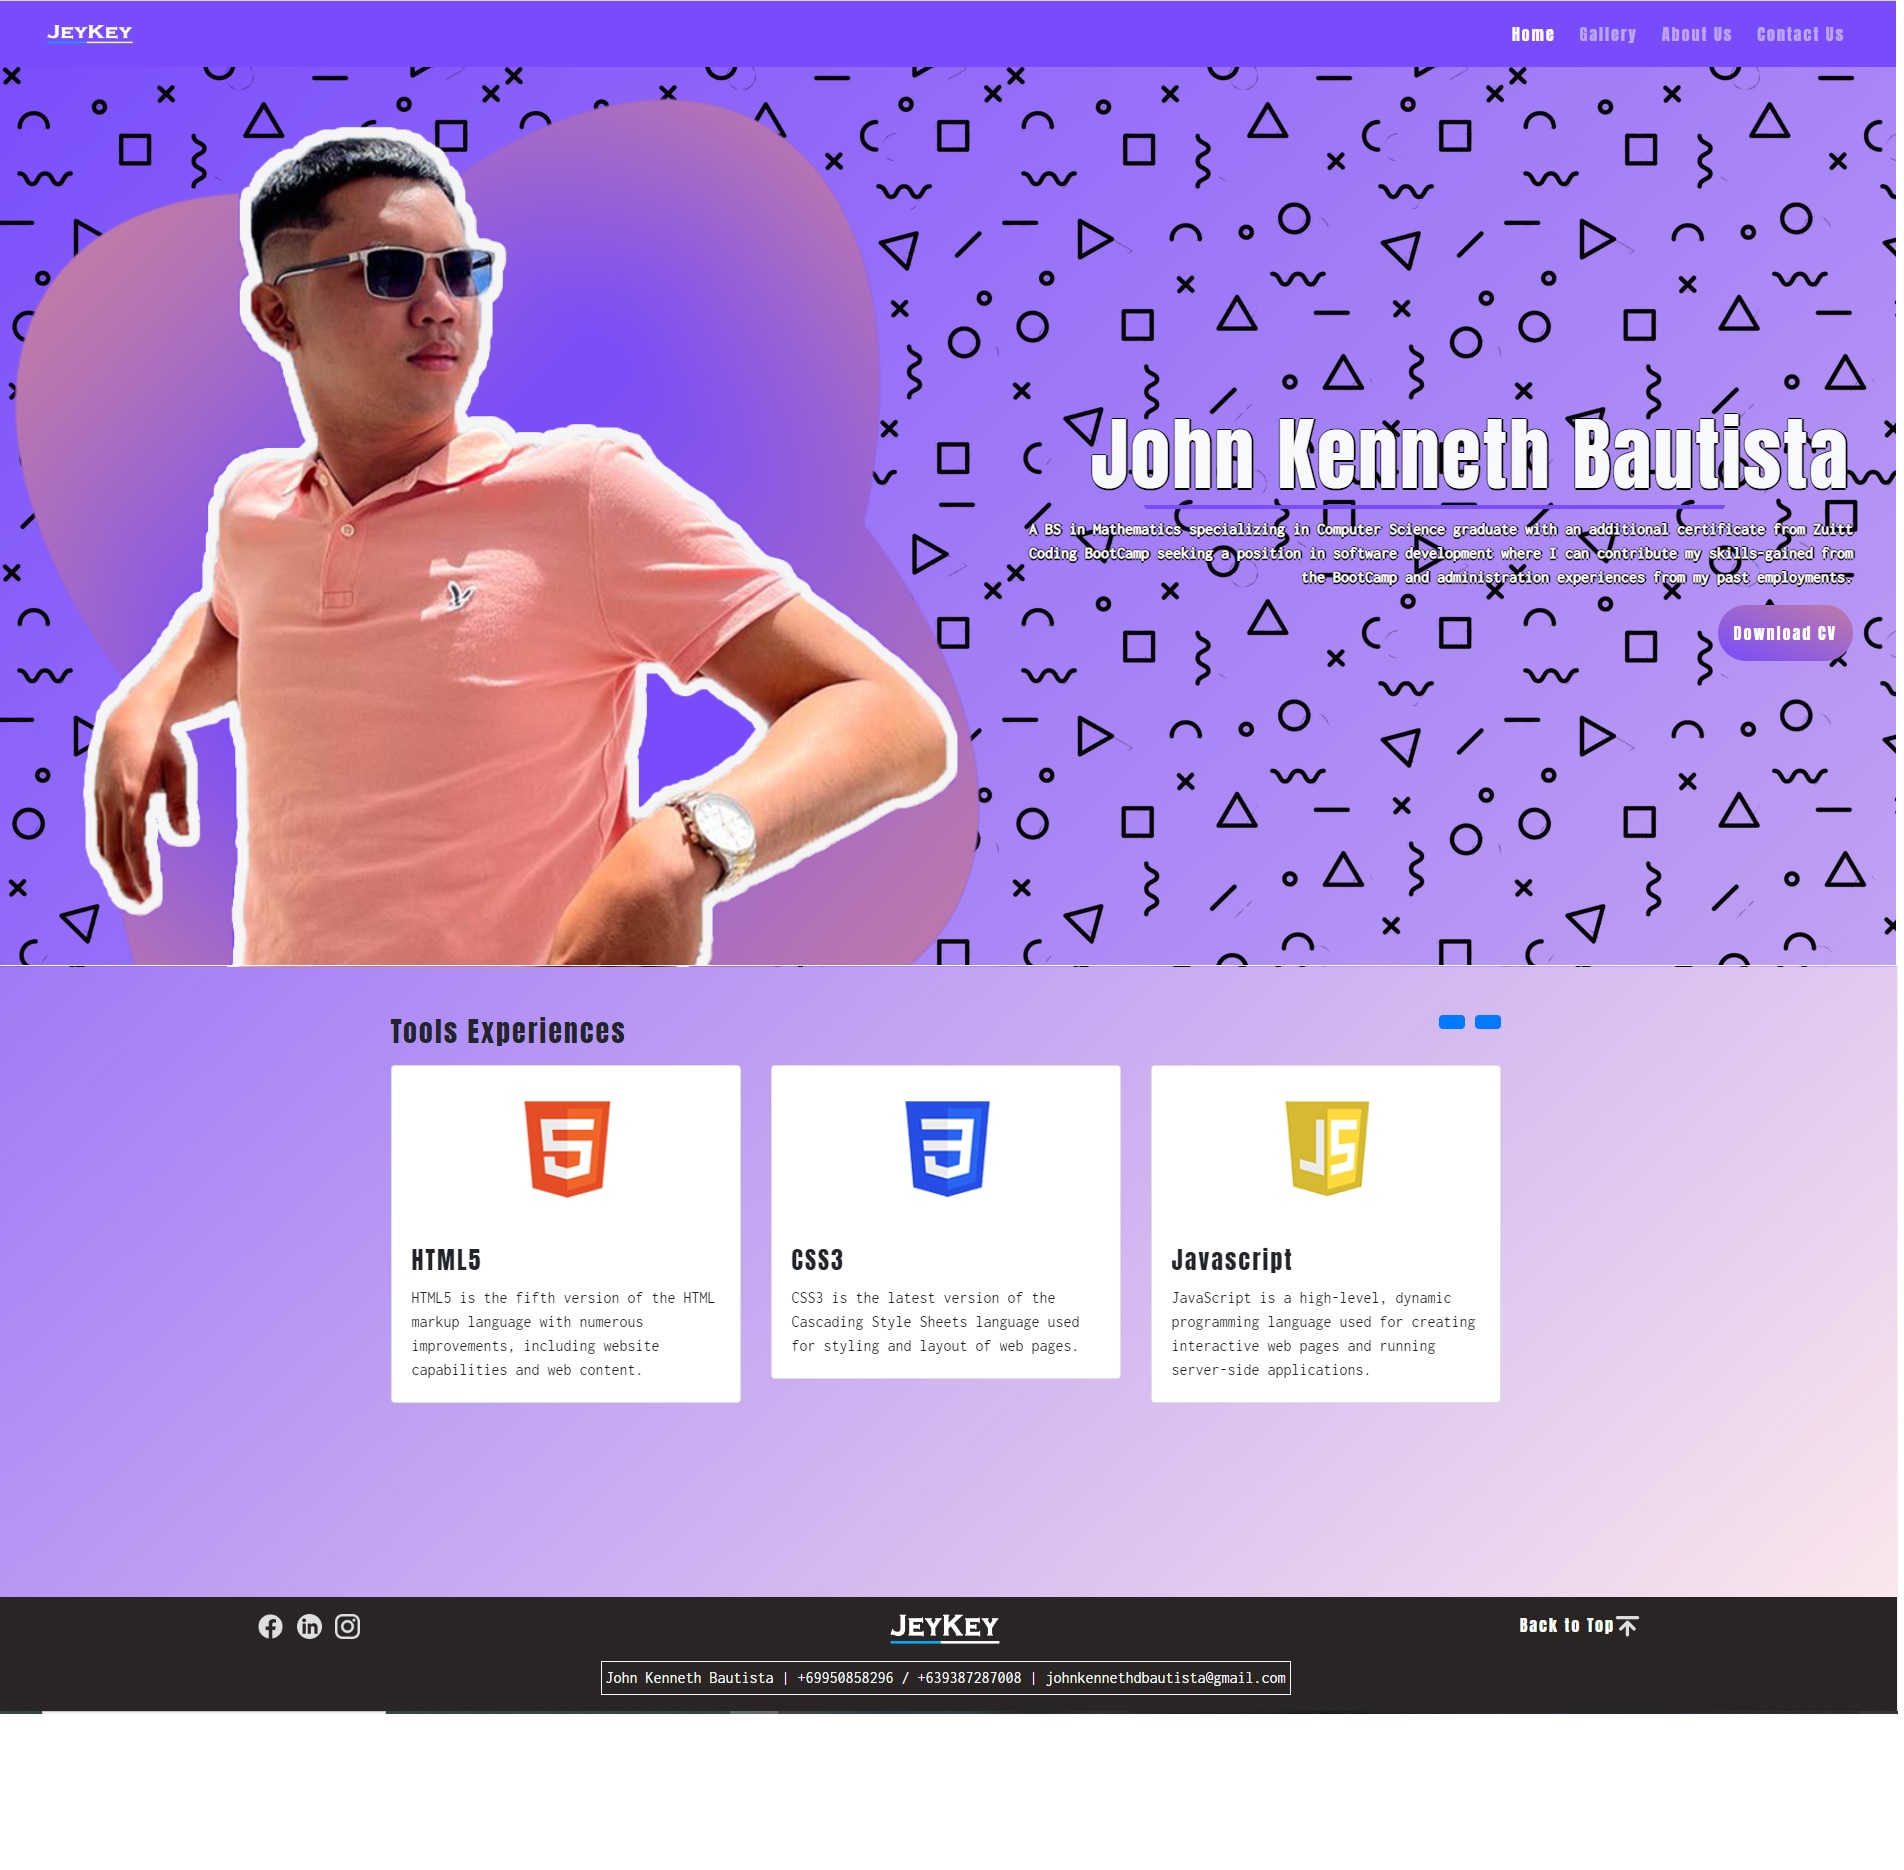 JEYKEY
Home Gallery About Us Contact Us
John Kenneth Bautista
A BS in Mathematics specializing in Computer Science graduate with an additional certificate from Zuitt
Coding BootCamp seeking a position in software development where I can contribute my skills-gained from
the BootCamp and administration experiences from my past employments.
Download CV
Tools Experiences
5
3
JS
HTML5
HTML5 is the fifth version of the HTML
markup language with numerous
improvements, including website
capabilities and web content.
CSS3
CSS3 is the latest version of the
Cascading Style Sheets language used
for styling and layout of web pages.
Javascript
JavaScript is a high-level, dynamic
programming language used for creating
interactive web pages and running
server-side applications.
in
JEYKEY
Back to Top
John Kenneth Bautista | +69950858296 / +639387287008 | johnkennethdbautista@gmail.com